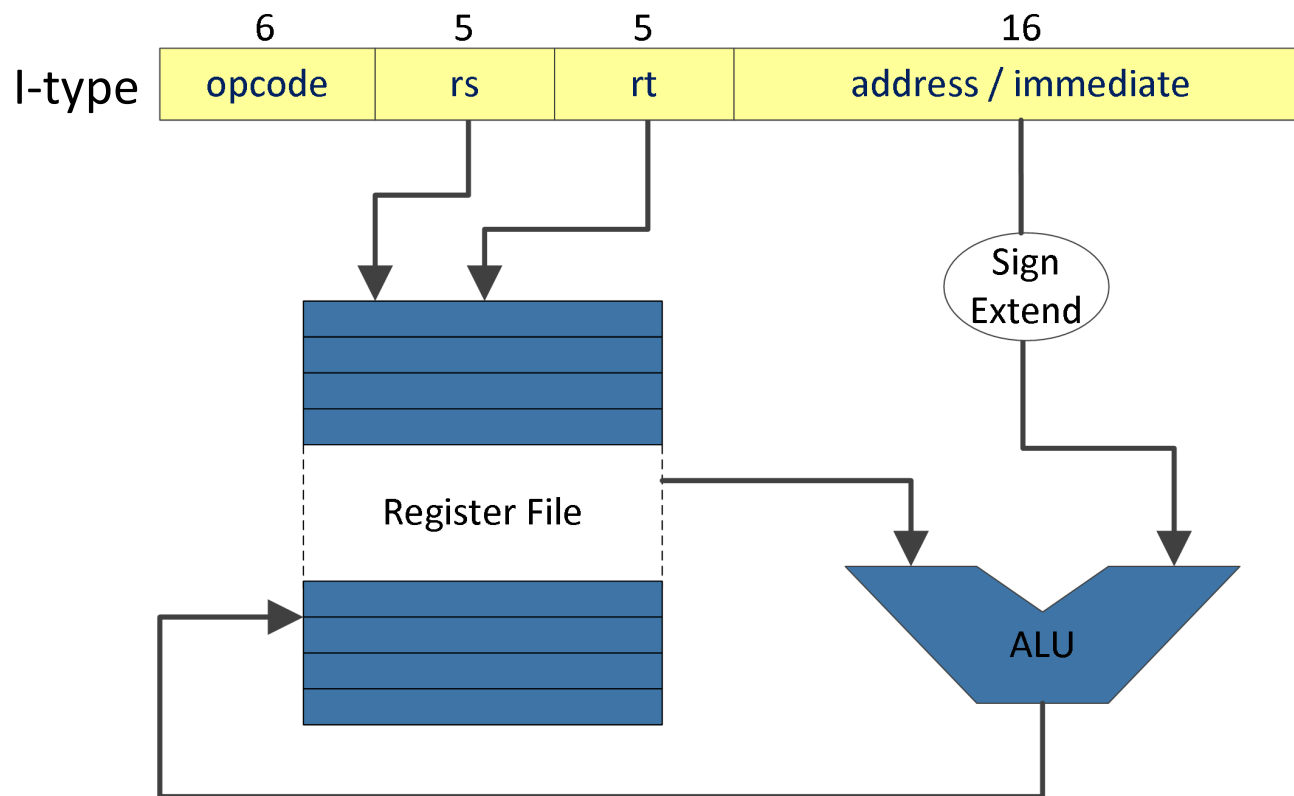 6 5 5 16
I-type opcode rs rt address / immediate
Sign
Extend
Register File
ALU